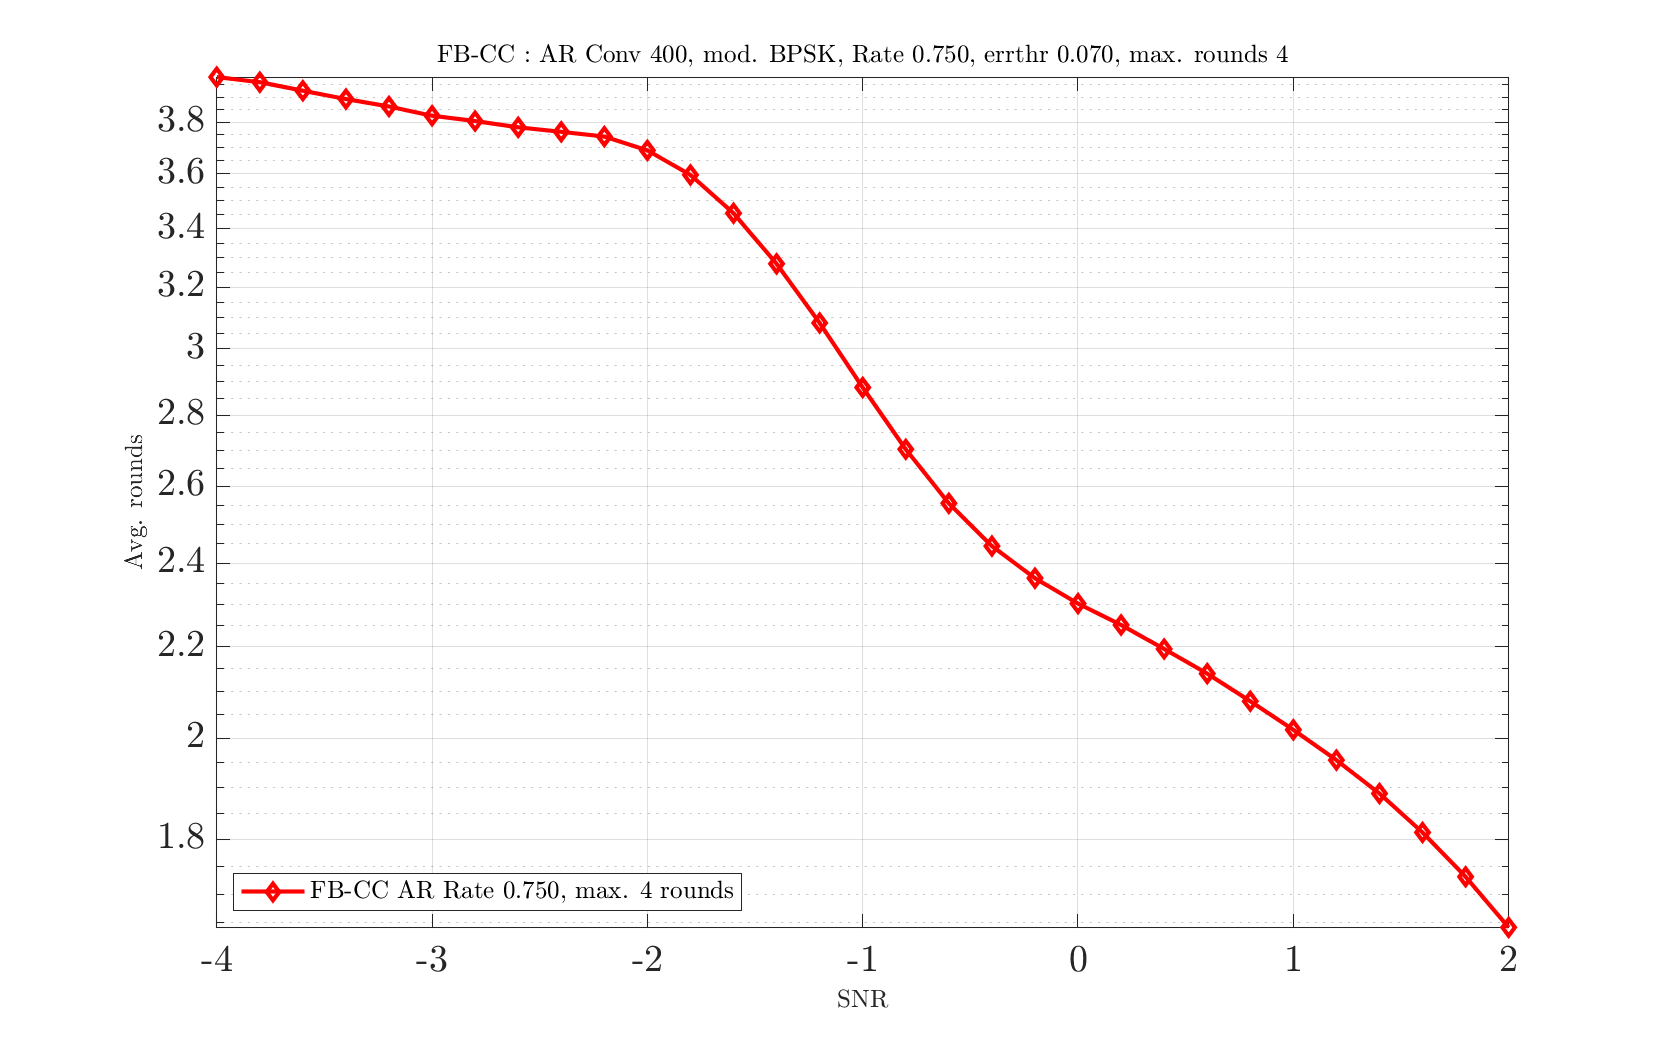 FB-CC : AR Conv 400, mod. BPSK, Rate 0.750, errthr 0.070, max. rounds 4
3.8
3.6
3.4
3.2
3
2.8
2.6
2.4
2.2
2
1.8
Avg. rounds
FB-CC AR Rate 0.750, max. 4 rounds
-4 -3 -2 -1 0 1 2
SNR